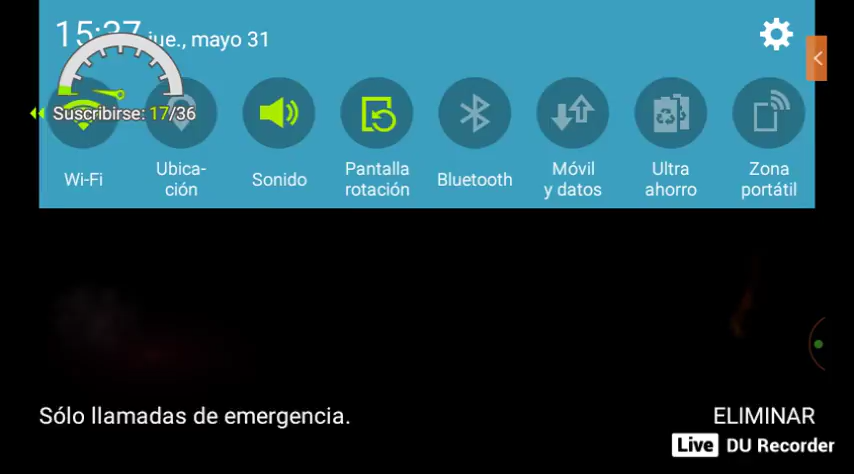 15:37 jue., mayo 31
Suscribirse: 17/36
Wi-Fi
Ubica-
ción
Sonido
Pantalla
rotación
Bluetooth
Móvil
y datos
Ultra
ahorro
Zona
portátil
Sólo llamadas de emergencia.
ELIMINAR
Live DU Recorder